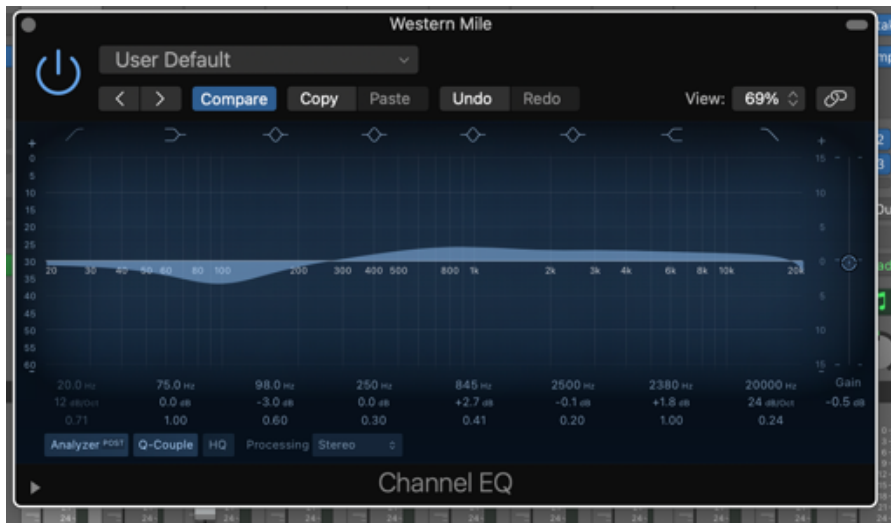 Western Mile
User Default
Compare Copy Paste Undo Redo View: 69%
+ +
0 15
5
10 10
15
20 5
25
30 0
20 30 40 50 60 80 100 200 300 400 500 800 1k 2k 3k 4k 6k 8k 10k 20k
35
40 5
45
50 10
55
60 15
- -
20.0 Hz 75.0 Hz 98.0 Hz 250 Hz 845 Hz 2500 Hz 2380 Hz 20000 Hz Gain
12 dB/Oct 0.0 dB -3.0 dB 0.0 dB +2.7 dB -0.1 dB +1.8 dB 24 dB/Oct -0.5 dB
0.71 1.00 0.60 0.30 0.41 0.20 1.00 0.24
Analyzer POST Q-Couple HQ Processing Stereo
Channel EQ